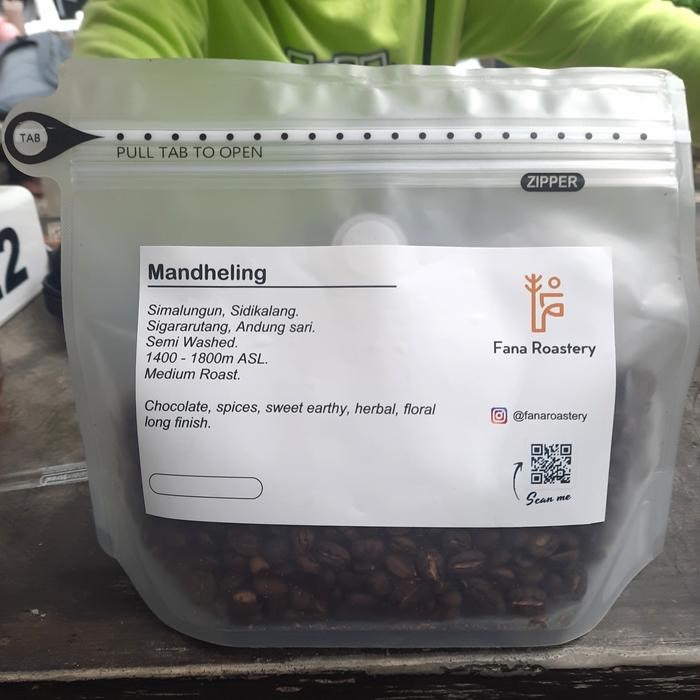 TAB
PULL TAB TO OPEN
ZIPPER
Mandheling
Simalungun, Sidikalang.
Sigararutang, Andung sari.
Semi Washed.
1400 - 1800m ASL.
Medium Roast.
Chocolate, spices, sweet earthy, herbal, floral
long finish.
Fana Roastery
@fanaroastery
Scan me
2